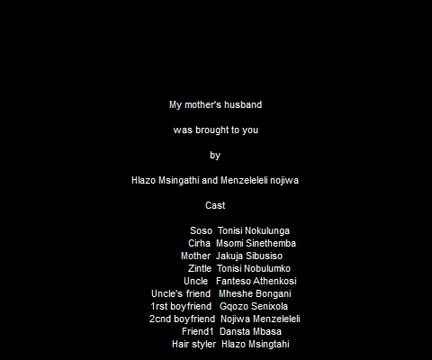 My mother's husband
was brought to you
by
Hlazo Msingathi and Menzeleleli nojiwa
Cast
Soso Tonisi Nokulunga
Cirha Msomi Sinethemba
Mother Jakuja Sibusiso
Zintle Tonisi Nobulumko
Uncle Fanteso Athenkosi
Uncle's friend Mheshe Bongani
1rst boyfriend Gqozo Senixola
2cnd boyfriend Nojiwa Menzeleleli
Friend1 Dansta Mbasa
Hair styler Hlazo Msingtahi